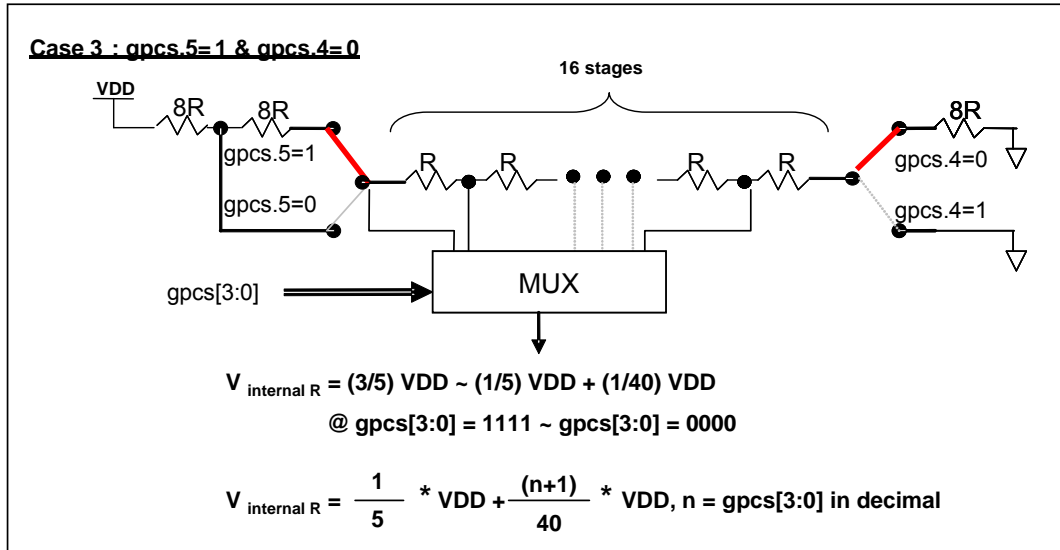 Case 3 : gpcs.5=1 & gpcs.4=0
16 stages
VDD
8R 8R 8R
gpcs.5=1 R R R R gpcs.4=0
gpcs.5=0 gpcs.4=1
MUX
gpcs[3:0]
V internal R = (3/5) VDD ~ (1/5) VDD + (1/40) VDD
@ gpcs[3:0] = 1111 ~ gpcs[3:0] = 0000
V internal R = 1/5 * VDD + (n+1)/40 * VDD, n = gpcs[3:0] in decimal